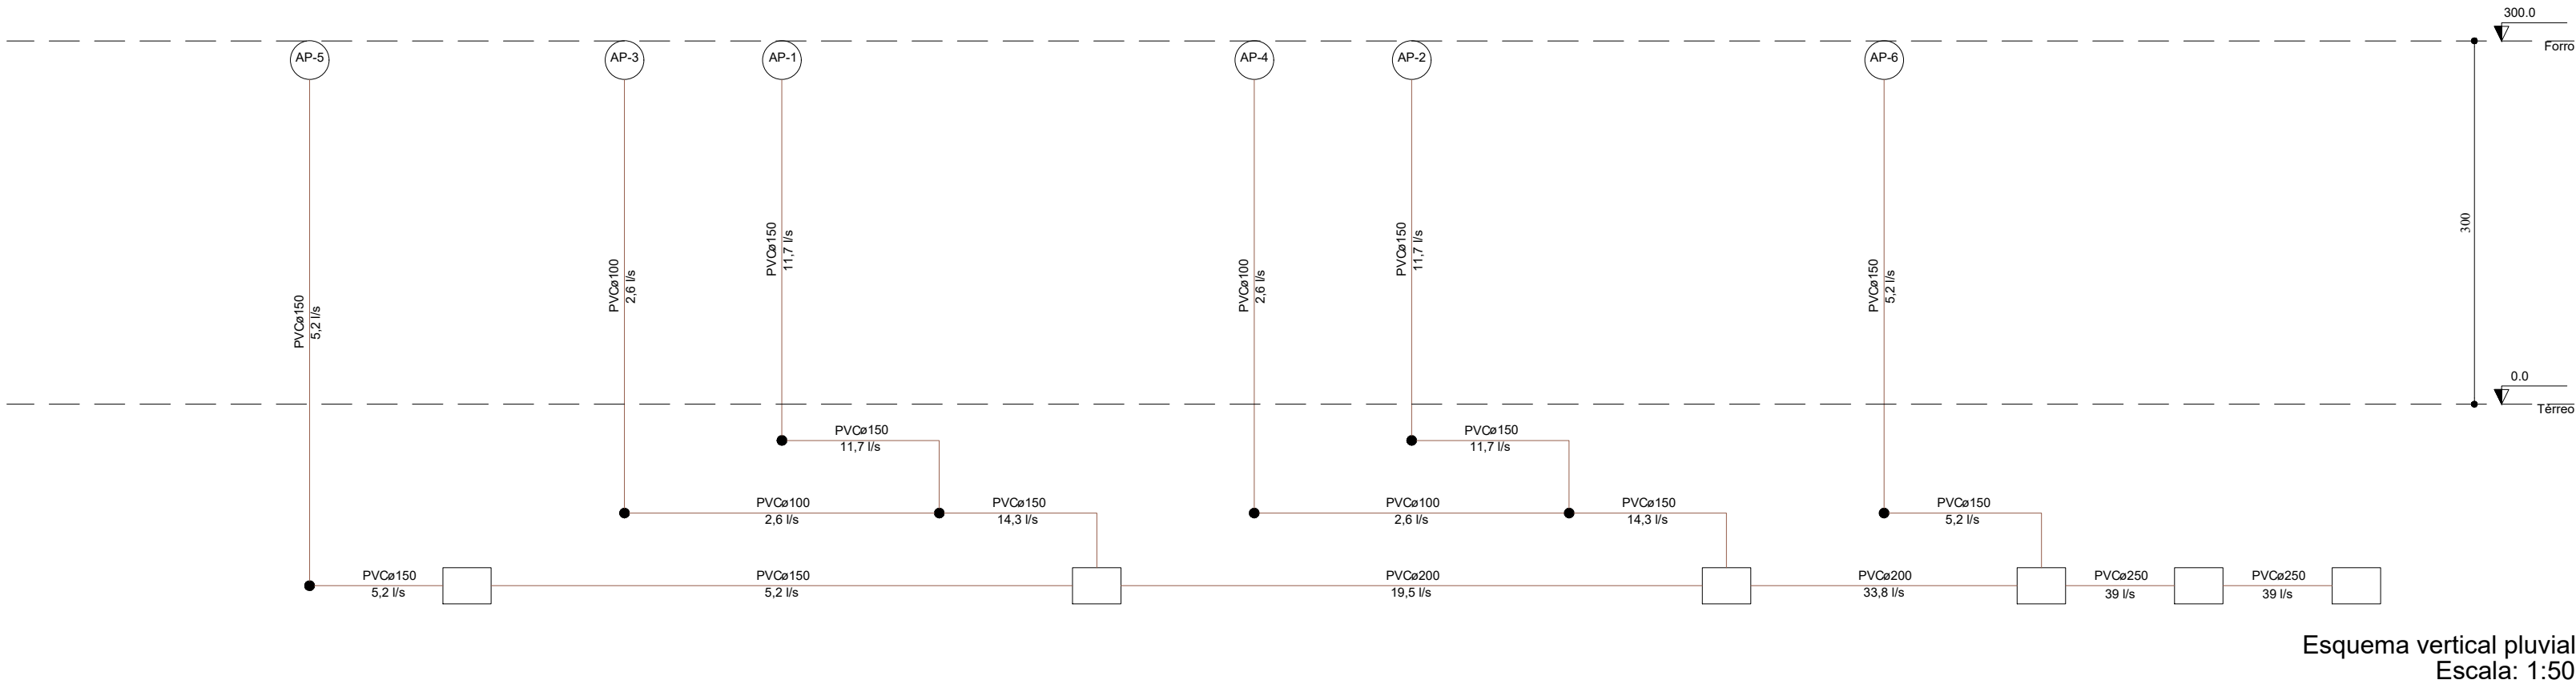 300.0
Forro
AP-5
AP-3
AP-1
AP-4
AP-2
AP-6
300
PVCø150
5,2 l/s
PVCø100
2,6 l/s
PVCø150
11,7 l/s
PVCø100
2,6 l/s
PVCø150
11,7 l/s
PVCø150
5,2 l/s
0.0
Térreo
PVCø150
11,7 l/s
PVCø150
11,7 l/s
PVCø100
2,6 l/s
PVCø150
14,3 l/s
PVCø100
2,6 l/s
PVCø150
14,3 l/s
PVCø150
5,2 l/s
PVCø150
5,2 l/s
PVCø150
5,2 l/s
PVCø200
19,5 l/s
PVCø200
33,8 l/s
PVCø250
39 l/s
PVCø250
39 l/s
Esquema vertical pluvial
Escala: 1:50